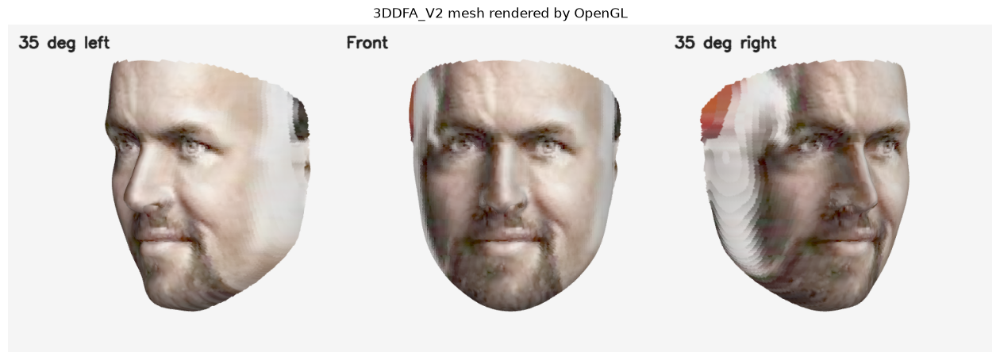 3DDFA_V2 mesh rendered by OpenGL
35 deg left
Front
35 deg right